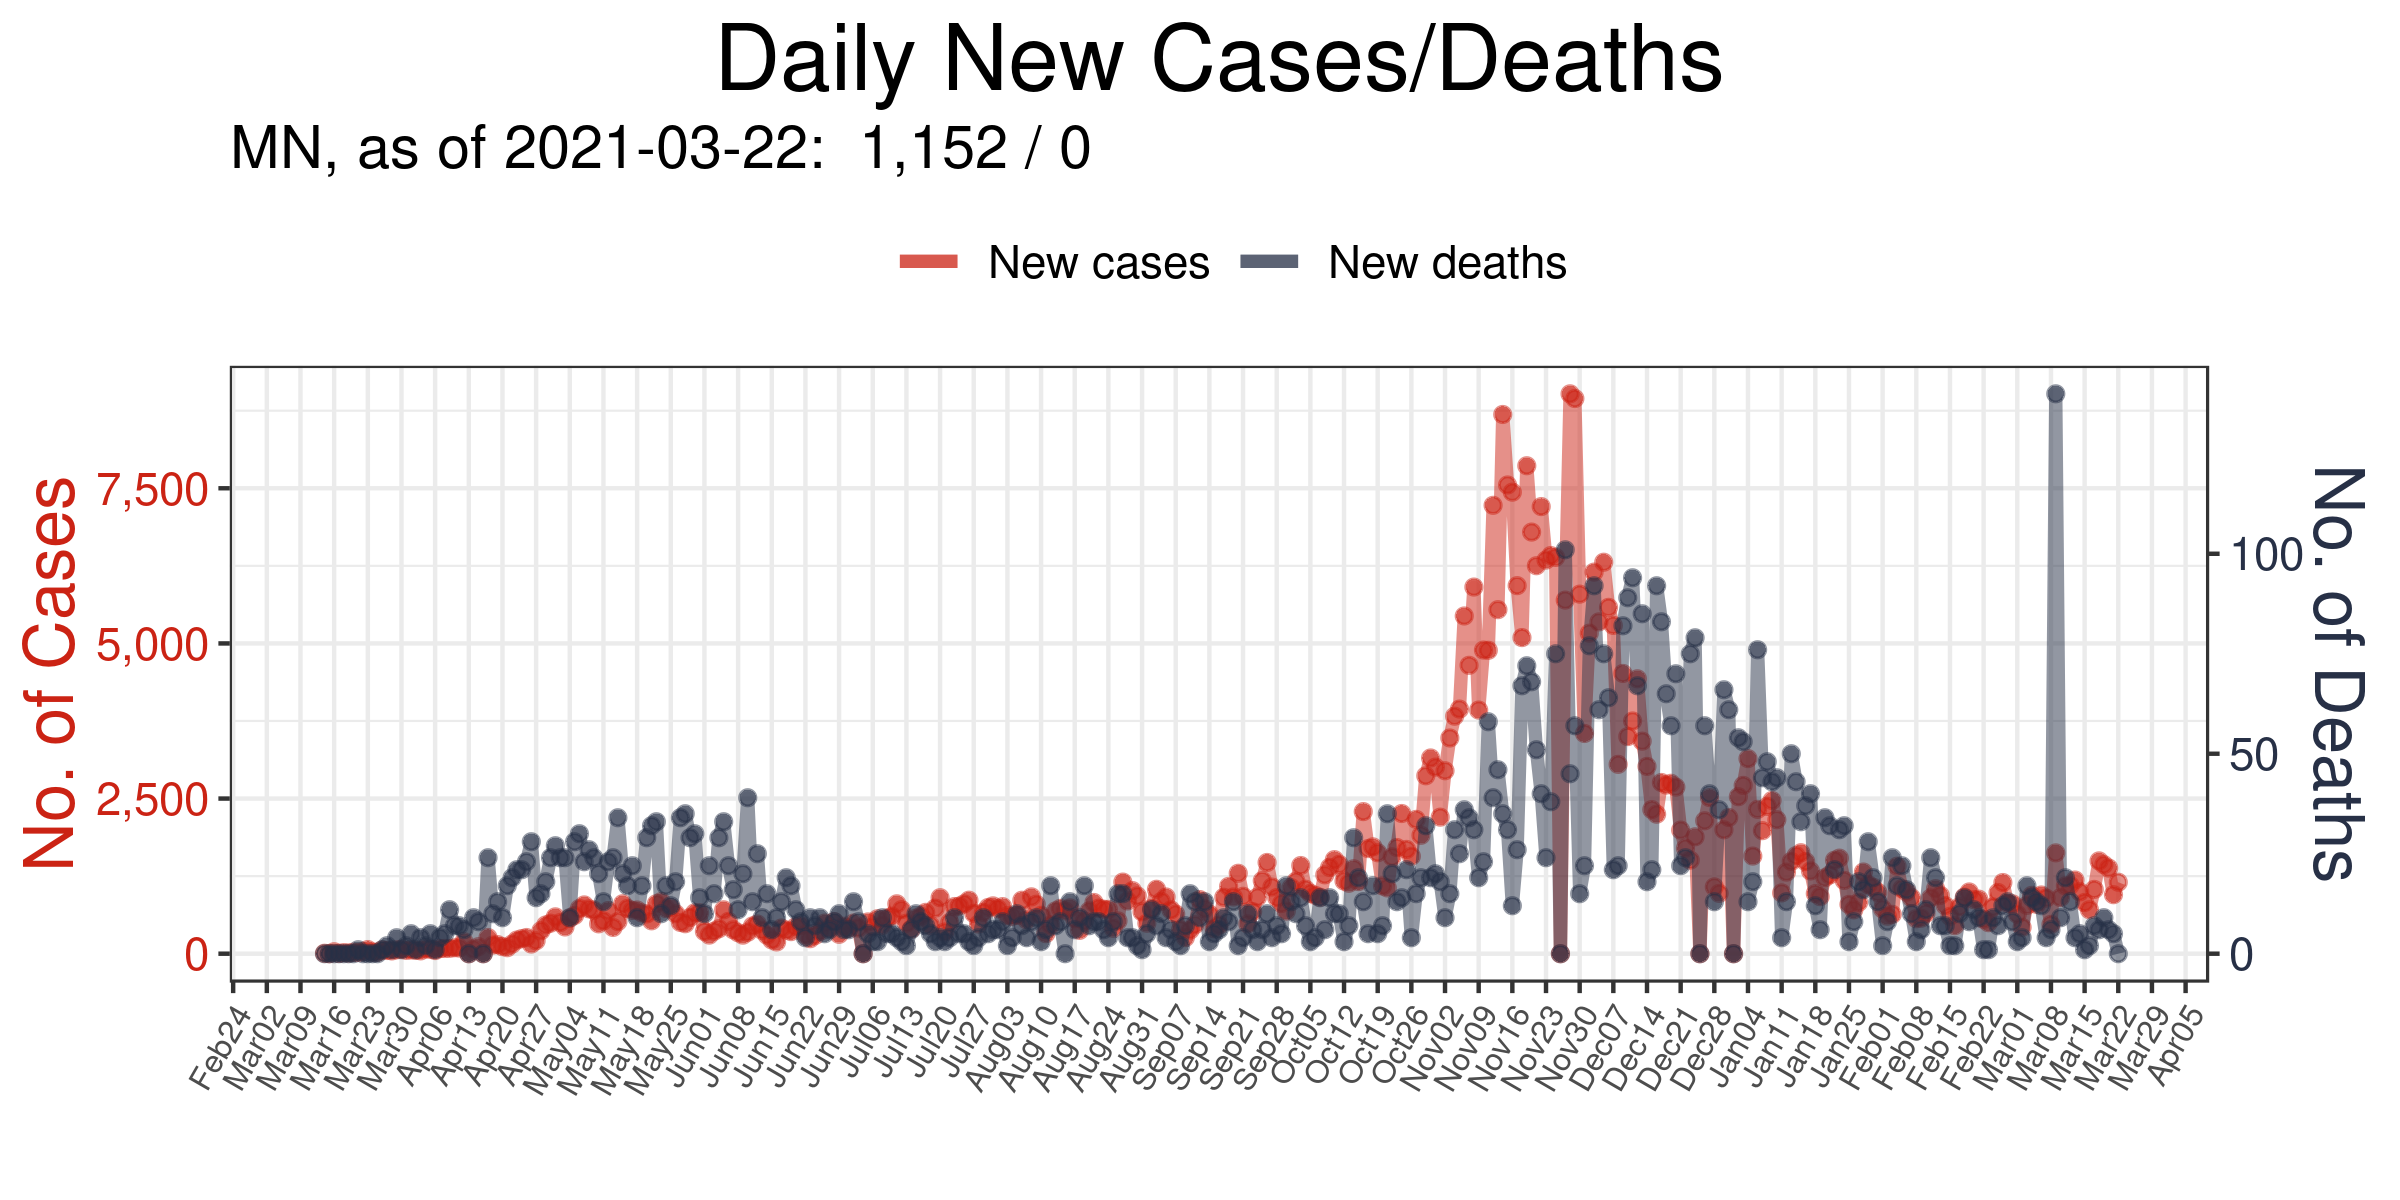 Daily New Cases/Deaths
MN, as of 2021-03-22:  1,152 / 0
New cases
New deaths
No. of Cases
7,500
5,000
2,500
0
100
50
0
No. of Deaths
Feb24
Mar02
Mar09
Mar16
Mar23
Mar30
Apr06
Apr13
Apr20
Apr27
May04
May11
May18
May25
Jun01
Jun08
Jun15
Jun22
Jun29
Jul06
Jul13
Jul20
Jul27
Aug03
Aug10
Aug17
Aug24
Aug31
Sep07
Sep14
Sep21
Sep28
Oct05
Oct12
Oct19
Oct26
Nov02
Nov09
Nov16
Nov23
Nov30
Dec07
Dec14
Dec21
Dec28
Jan04
Jan11
Jan18
Jan25
Feb01
Feb08
Feb15
Feb22
Mar01
Mar08
Mar15
Mar22
Mar29
Apr05